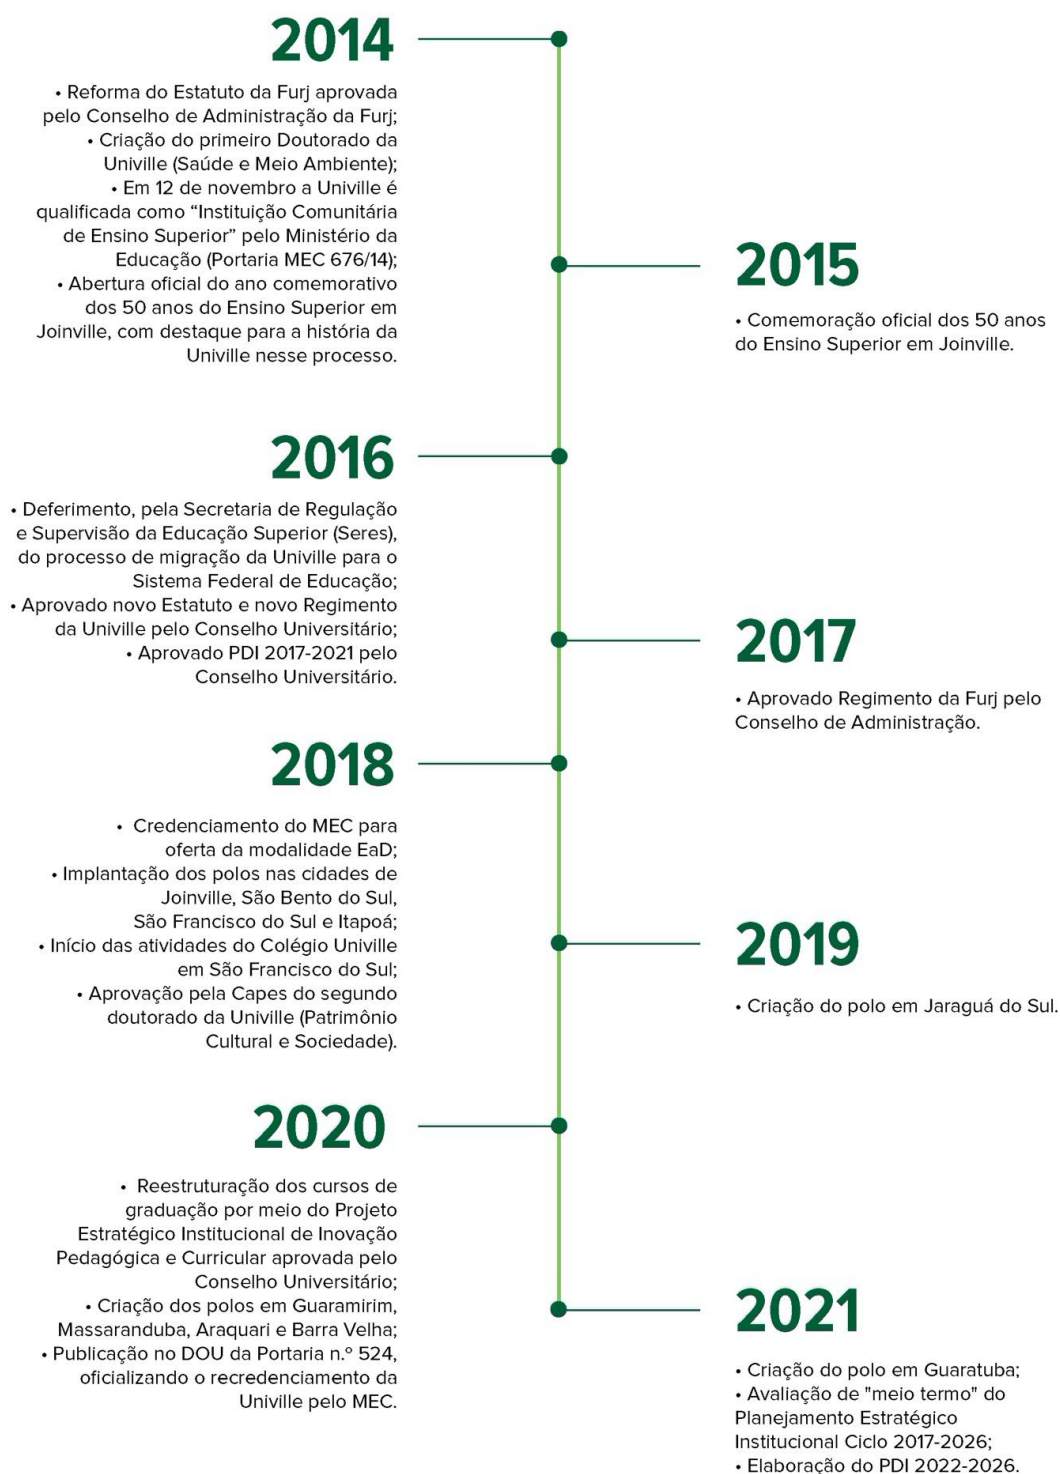 2014
• Reforma do Estatuto da Furj aprovada
pelo Conselho de Administração da Furj;
• Criação do primeiro Doutorado da
Univille (Saúde e Meio Ambiente);
• Em 12 de novembro a Univille é
qualificada como “Instituição Comunitária
de Ensino Superior” pelo Ministério da
Educação (Portaria MEC 676/14);
• Abertura oficial do ano comemorativo
dos 50 anos do Ensino Superior em
Joinville, com destaque para a história da
Univille nesse processo.
2015
• Comemoração oficial dos 50 anos
do Ensino Superior em Joinville.
2016
• Deferimento, pela Secretaria de Regulação
e Supervisão da Educação Superior (Seres),
do processo de migração da Univille para o
Sistema Federal de Educação;
• Aprovado novo Estatuto e novo Regimento
da Univille pelo Conselho Universitário;
• Aprovado PDI 2017-2021 pelo
Conselho Universitário.
2017
• Aprovado Regimento da Furj pelo
Conselho de Administração.
2018
• Credenciamento do MEC para
oferta da modalidade EaD;
• Implantação dos polos nas cidades de
Joinville, São Bento do Sul,
São Francisco do Sul e Itapoá;
• Início das atividades do Colégio Univille
em São Francisco do Sul;
• Aprovação pela Capes do segundo
doutorado da Univille (Patrimônio
Cultural e Sociedade).
2019
• Criação do polo em Jaraguá do Sul.
2020
• Reestruturação dos cursos de
graduação por meio do Projeto
Estratégico Institucional de Inovação
Pedagógica e Curricular aprovada pelo
Conselho Universitário;
• Criação dos polos em Guaramirim,
Massaranduba, Araquari e Barra Velha;
• Publicação no DOU da Portaria n.º 524,
oficializando o recredenciamento da
Univille pelo MEC.
2021
• Criação do polo em Guaratuba;
• Avaliação de "meio termo" do
Planejamento Estratégico
Institucional Ciclo 2017-2026;
• Elaboração do PDI 2022-2026.